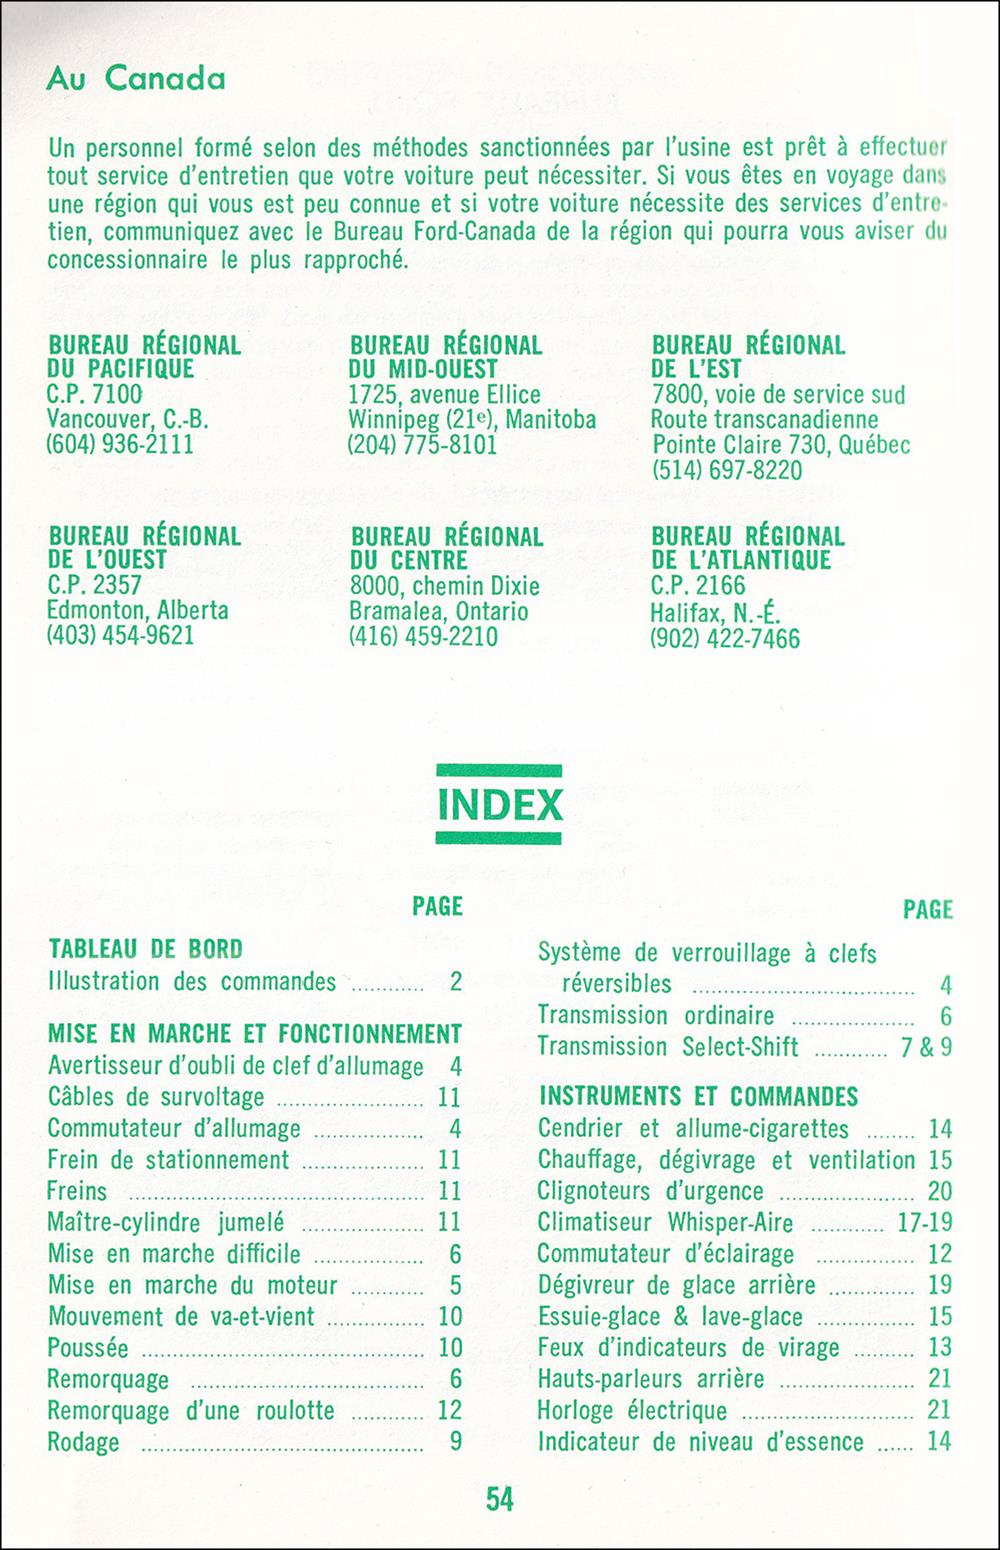 Au Canada
Un personnel formé selon des méthodes sanctionnées par l'usine est prêt à effectuer
tout service d'entretien que votre voiture peut nécessiter. Si vous êtes en voyage dans
une région qui vous est peu connue et si votre voiture nécessite des services d'entre-
tien, communiquez avec le Bureau Ford-Canada de la région qui pourra vous aviser du
concessionnaire le plus rapproché.
BUREAU RÉGIONAL
DU PACIFIQUE
C.P. 7100
Vancouver, C.-B.
(604) 936-2111
BUREAU RÉGIONAL
DU MID-OUEST
1725, avenue Ellice
Winnipeg (21e), Manitoba
(204) 775-8101
BUREAU RÉGIONAL
DE L'EST
7800, voie de service sud
Route transcanadienne
Pointe Claire 730, Québec
(514) 697-8220
BUREAU RÉGIONAL
DE L'OUEST
C.P. 2357
Edmonton, Alberta
(403) 454-9621
BUREAU RÉGIONAL
DU CENTRE
8000, chemin Dixie
Bramalea, Ontario
(416) 459-2210
BUREAU RÉGIONAL
DE L'ATLANTIQUE
C.P. 2166
Halifax, N.-É.
(902) 422-7466
INDEX
PAGE
TABLEAU DE BORD
Illustration des commandes ........... 2
MISE EN MARCHE ET FONCTIONNEMENT
Avertisseur d'oubli de clef d'allumage 4
Câbles de survoltage ...................... 11
Commutateur d'allumage ................. 4
Frein de stationnement ................... 11
Freins ............................................. 11
Maître-cylindre jumelé ................... 11
Mise en marche difficile ................. 6
Mise en marche du moteur ........... 5
Mouvement de va-et-vient ............... 10
Poussée ........................................... 10
Remorquage .................................... 6
Remorquage d'une roulotte ........... 12
Rodage ............................................ 9
PAGE
Système de verrouillage à clefs
réversibles .................................. 4
Transmission ordinaire ................... 6
Transmission Select-Shift ........... 7 & 9
INSTRUMENTS ET COMMANDES
Cendrier et allume-cigarettes ........ 14
Chauffage, dégivrage et ventilation 15
Clignoteurs d'urgence ..................... 20
Climatiseur Whisper-Aire ........... 17-19
Commutateur d'éclairage ............... 12
Dégivreur de glace arrière ............. 19
Essuie-glace & lave-glace ............... 15
Feux d'indicateurs de virage ......... 13
Hauts-parleurs arrière ..................... 21
Horloge électrique .......................... 21
Indicateur de niveau d'essence ...... 14
54